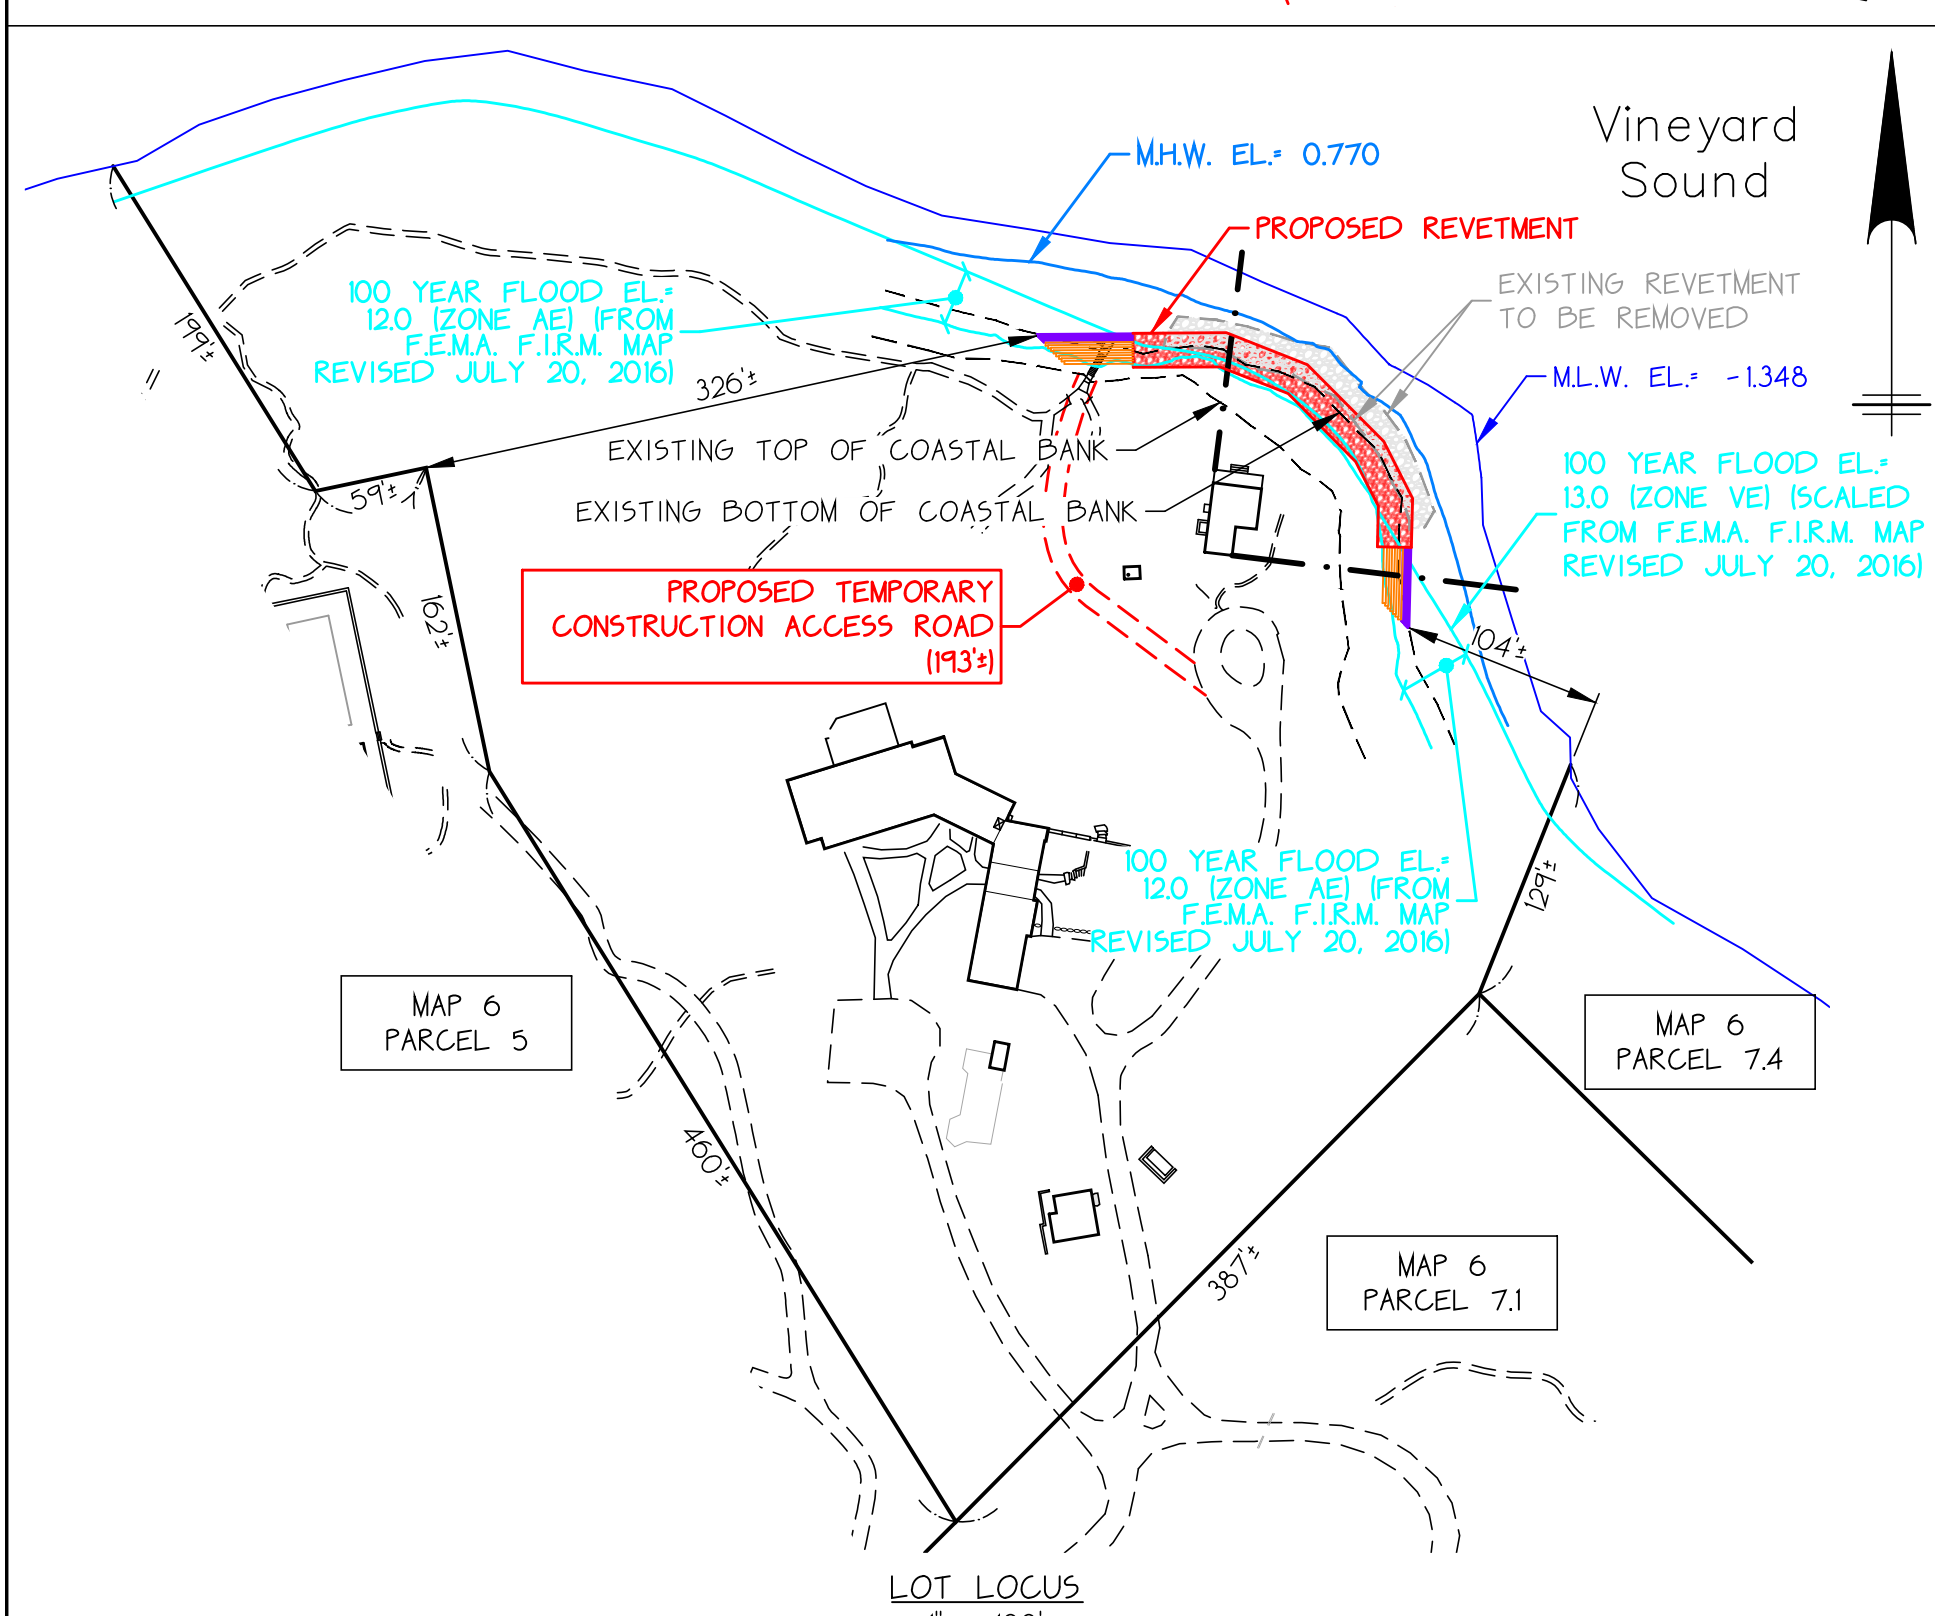 Vineyard
Sound
M.H.W. EL.= 0.770
PROPOSED REVETMENT
EXISTING REVETMENT
TO BE REMOVED
100 YEAR FLOOD EL.=
12.0 (ZONE AE) (FROM
F.E.M.A. F.I.R.M. MAP
REVISED JULY 20, 2016)
199'±
326'±
M.L.W. EL.= -1.348
EXISTING TOP OF COASTAL BANK
59'±
EXISTING BOTTOM OF COASTAL BANK
100 YEAR FLOOD EL.=
13.0 (ZONE VE) (SCALED
FROM F.E.M.A. F.I.R.M. MAP
REVISED JULY 20, 2016)
PROPOSED TEMPORARY
CONSTRUCTION ACCESS ROAD
(193'±)
162'±
104'±
100 YEAR FLOOD EL.=
12.0 (ZONE AE) (FROM
F.E.M.A. F.I.R.M. MAP
REVISED JULY 20, 2016)
129'±
MAP 6
PARCEL 5
MAP 6
PARCEL 7.4
460'±
387'±
MAP 6
PARCEL 7.1
LOT LOCUS